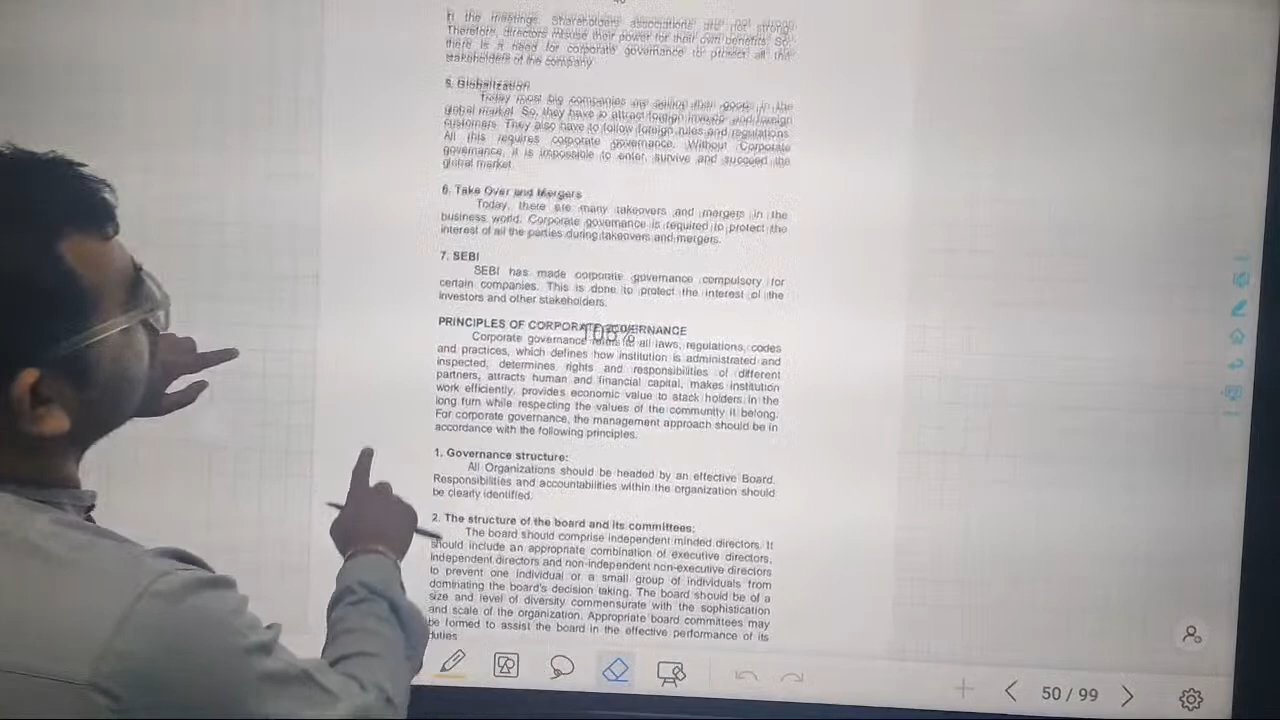 in the meetings. Shareholders associations are not strong.
Therefore, directors misuse their power for their own benefits. So,
there is a need for corporate governance to protect all the
stakeholders of the company.
5. Globalization
Today most big companies are selling their goods in the
global market. So, they have to attract foreign investor and foreign
customers. They also have to follow foreign rules and regulations.
All this requires corporate governance. Without Corporate
governance, it is impossible to enter, survive and succeed the
global market.
6. Take Over and Mergers
Today, there are many takeovers and mergers in the
business world. Corporate governance is required to protect the
interest of all the parties during takeovers and mergers.
7. SEBI
SEBI has made corporate governance compulsory for
certain companies. This is done to protect the interest of the
investors and other stakeholders.
PRINCIPLES OF CORPORATE GOVERNANCE
Corporate governance refers to all laws, regulations, codes
and practices, which defines how institution is administrated and
inspected, determines rights and responsibilities of different
partners, attracts human and financial capital, makes institution
work efficiently, provides economic value to stack holders in the
long turn while respecting the values of the community it belong.
For corporate governance, the management approach should be in
accordance with the following principles.
1. Governance structure:
All Organizations should be headed by an effective Board.
Responsibilities and accountabilities within the organization should
be clearly identified.
2. The structure of the board and its committees:
The board should comprise independent minded directors. It
should include an appropriate combination of executive directors,
independent directors and non-independent non-executive directors
to prevent one individual or a small group of individuals from
dominating the board's decision taking. The board should be of a
size and level of diversity commensurate with the sophistication
and scale of the organization. Appropriate board committees may
be formed to assist the board in the effective performance of its
duties
50 / 99